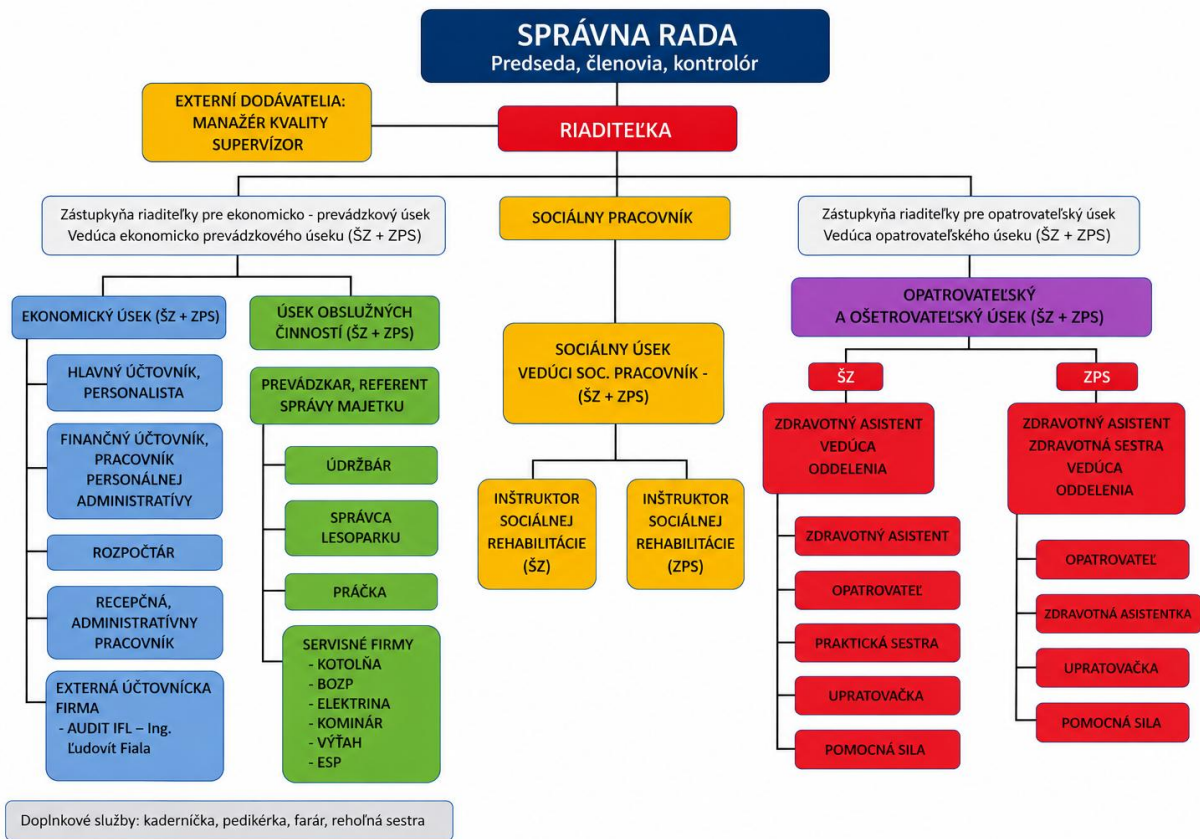 SPRÁVNA RADA
Predseda, členovia, kontrolór
EXTERNÍ DODÁVATELIA:
MANAŽÉR KVALITY
SUPERVÍZOR
RIADITEĽKA
Zástupkyňa riaditeľky pre ekonomicko - prevádzkový úsek
Vedúca ekonomicko prevádzkového úseku (ŠZ + ZPS)
SOCIÁLNY PRACOVNÍK
Zástupkyňa riaditeľky pre opatrovateľský úsek
Vedúca opatrovateľského úseku (ŠZ + ZPS)
EKONOMICKÝ ÚSEK (ŠZ + ZPS)
HLAVNÝ ÚČTOVNÍK,
PERSONALISTA
FINANČNÝ ÚČTOVNÍK,
PRACOVNÍK
PERSONÁLNEJ
ADMINISTRATÍVY
ROZPOČTÁR
RECEPČNÁ,
ADMINISTRATÍVNY
PRACOVNÍK
EXTERNÁ ÚČTOVNÍCKA
FIRMA
- AUDIT IFL – Ing.
Ľudovít Fiala
ÚSEK OBSLUŽNÝCH
ČINNOSTÍ (ŠZ + ZPS)
PREVÁDZKAR, REFERENT
SPRÁVY MAJETKU
ÚDRŽBÁR
SPRÁVCA
LESOPARKU
PRÁČKA
SERVISNÉ FIRMY
- KOTOLŇA
- BOZP
- ELEKTRINA
- KOMINÁR
- VÝŤAH
- ESP
SOCIÁLNY ÚSEK
VEDÚCI SOC. PRACOVNÍK -
(ŠZ + ZPS)
INŠTRUKTOR
SOCIÁLNEJ
REHABILITÁCIE
(ŠZ)
INŠTRUKTOR
SOCIÁLNEJ
REHABILITÁCIE
(ZPS)
OPATROVATEĽSKÝ
A OŠETROVATEĽSKÝ ÚSEK (ŠZ + ZPS)
ŠZ
ZDRAVOTNÝ ASISTENT
VEDÚCA
ODDELENIA
ZDRAVOTNÝ ASISTENT
OPATROVATEĽ
PRAKTICKÁ SESTRA
UPRATOVAČKA
POMOCNÁ SILA
ZPS
ZDRAVOTNÝ ASISTENT
ZDRAVOTNÁ SESTRA
VEDÚCA
ODDELENIA
OPATROVATEĽ
ZDRAVOTNÁ ASISTENTKA
UPRATOVAČKA
POMOCNÁ SILA
Doplnkové služby: kaderníčka, pedikérka, farár, rehoľná sestra